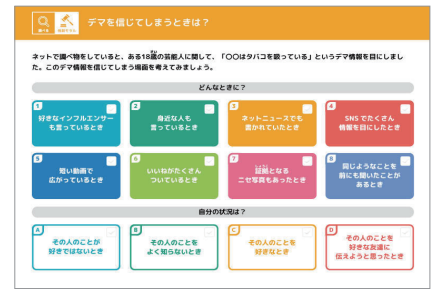 デマを信じてしまうときは？
ネットで調べ物をしていると、ある18歳の芸能人に関して、「〇〇はタバコを吸っている」というデマ情報を目にしまし
た。このデマ情報を信じてしまう場面を考えてみましょう。
どんなときに？
1
好きなインフルエンサー
も言っているとき
2
身近な人も
言っているとき
3
ネットニュースでも
書かれていたとき
4
SNSでたくさん
情報を目にしたとき
5
短い動画で
広がっているとき
6
いいねがたくさん
ついているとき
7
証拠となる
ニセ写真もあったとき
8
同じようなことを
前にも聞いたことが
あるとき
自分の状況は？
A
その人のことが
好きではないとき
B
その人のことを
よく知らないとき
C
その人のことを
好きなとき
D
その人のことを
好きな友達に
伝えようと思ったとき